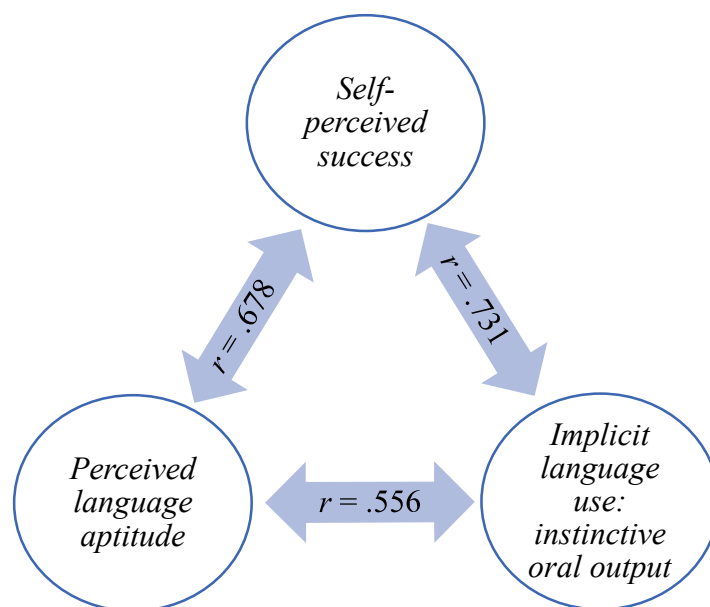 Self-
perceived
success
r = .678
r = .731
Perceived
language
aptitude
r = .556
Implicit
language
use:
instinctive
oral output